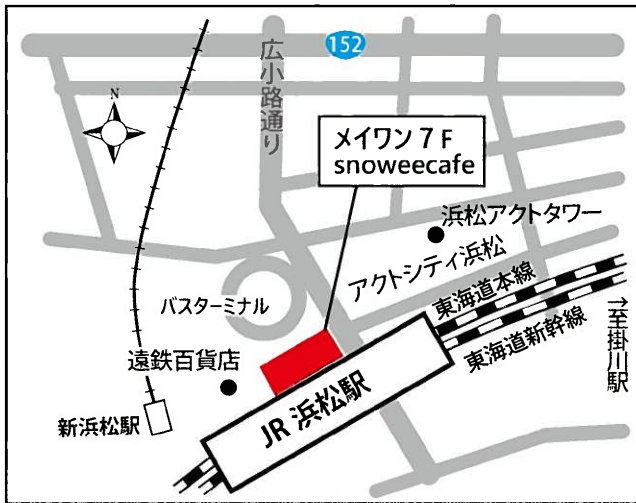 152
広小路通り
N
メイワン 7 F
snoweecafe
浜松アクトタワー
アクトシティ浜松
バスターミナル
東海道本線
東海道新幹線
→至掛川駅
遠鉄百貨店
新浜松駅
JR 浜松駅